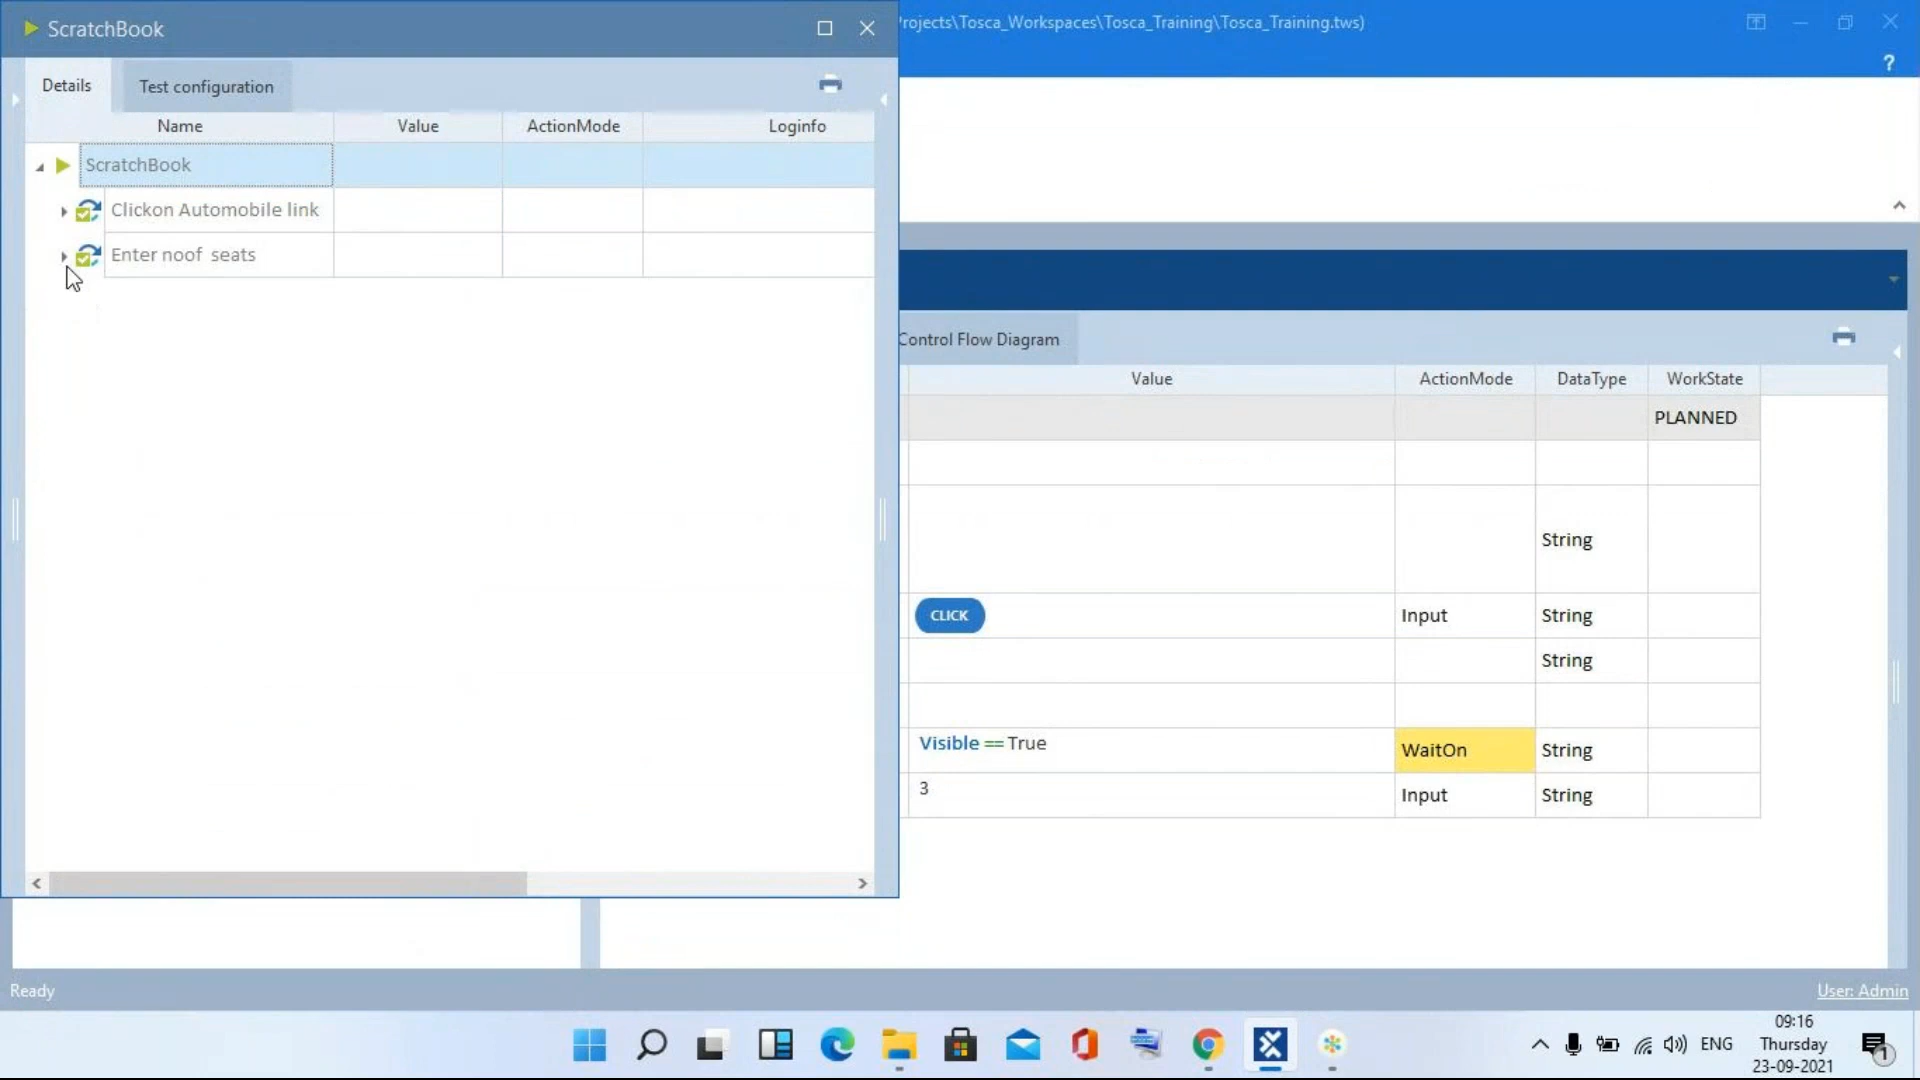 ScratchBook
rojects\Tosca_Workspaces\Tosca_Training\Tosca_Training.tws)
?
Details
Test configuration
Name
Value
ActionMode
Loginfo
ScratchBook
Clickon Automobile link
Enter noof  seats
Control Flow Diagram
Value
ActionMode
DataType
WorkState
PLANNED
String
CLICK
Input
String
String
Visible == True
WaitOn
String
3
Input
String
Ready
User: Admin
ENG
09:16
Thursday
23-09-2021
1